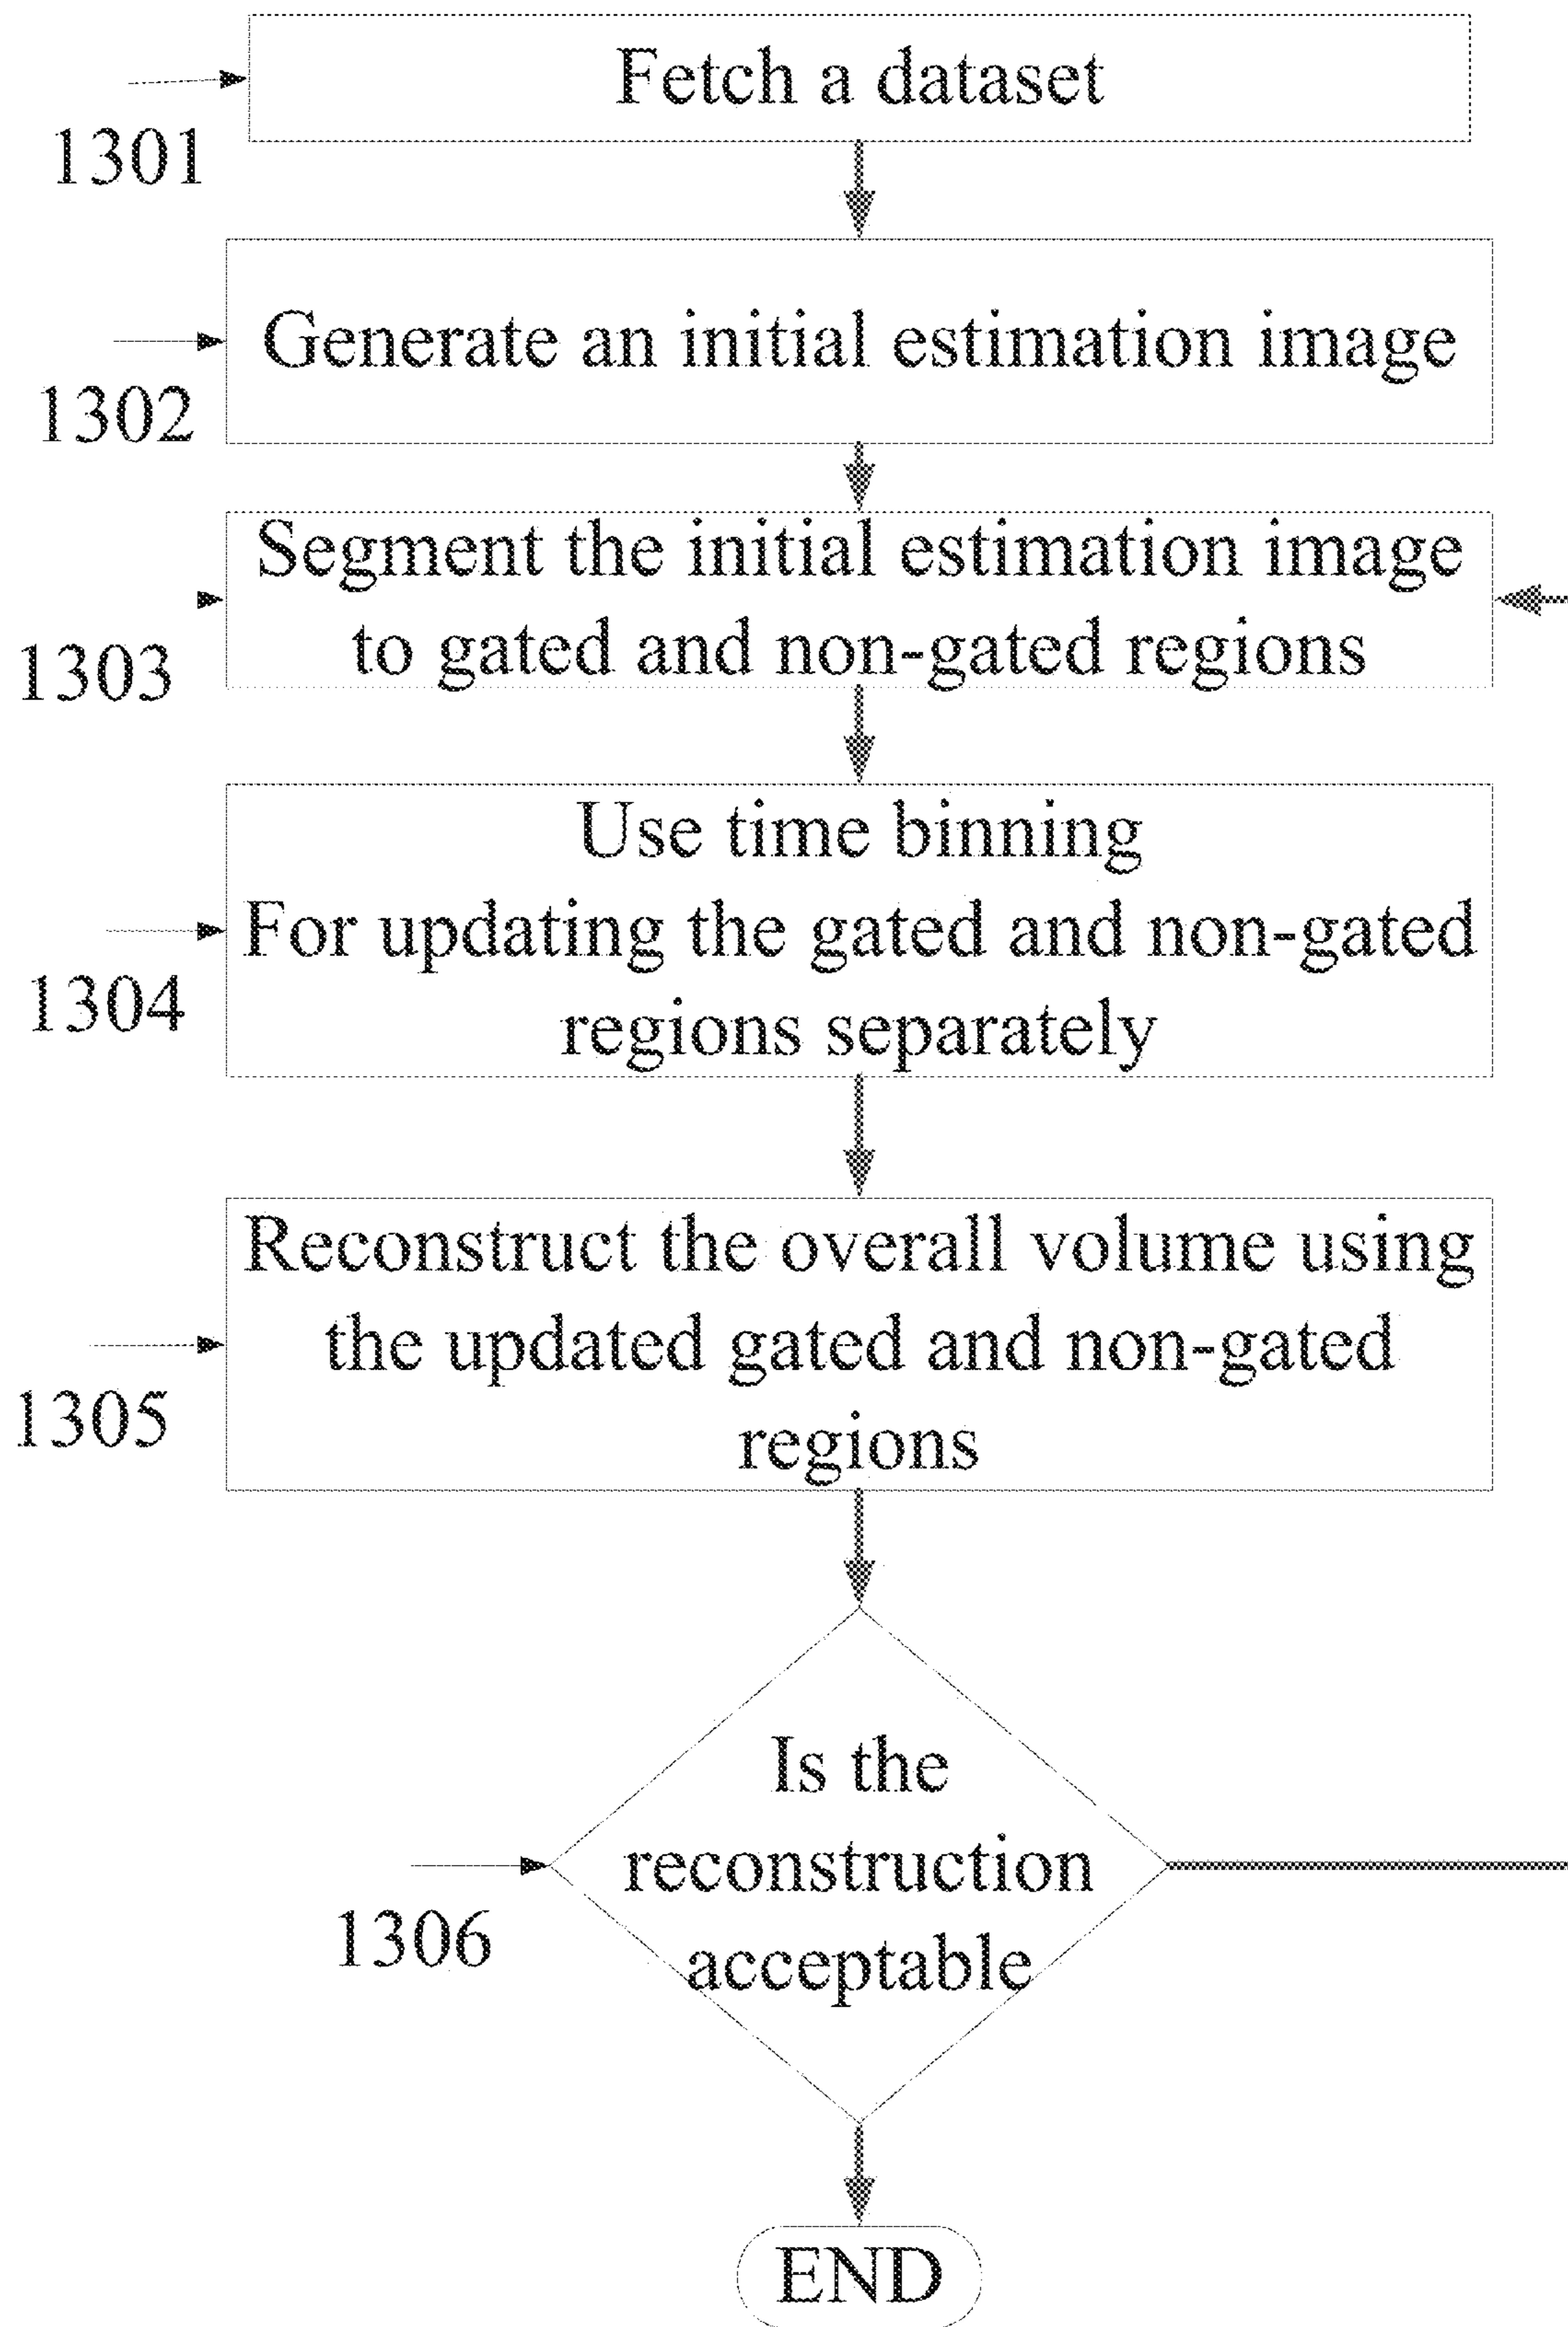 Fetch a dataset
1301
Generate an initial estimation image
1302
Segment the initial estimation image
to gated and non-gated regions
1303
Use time binning
For updating the gated and non-gated
regions separately
1304
Reconstruct the overall volume using
the updated gated and non-gated
regions
1305
Is the
reconstruction
acceptable
1306
END